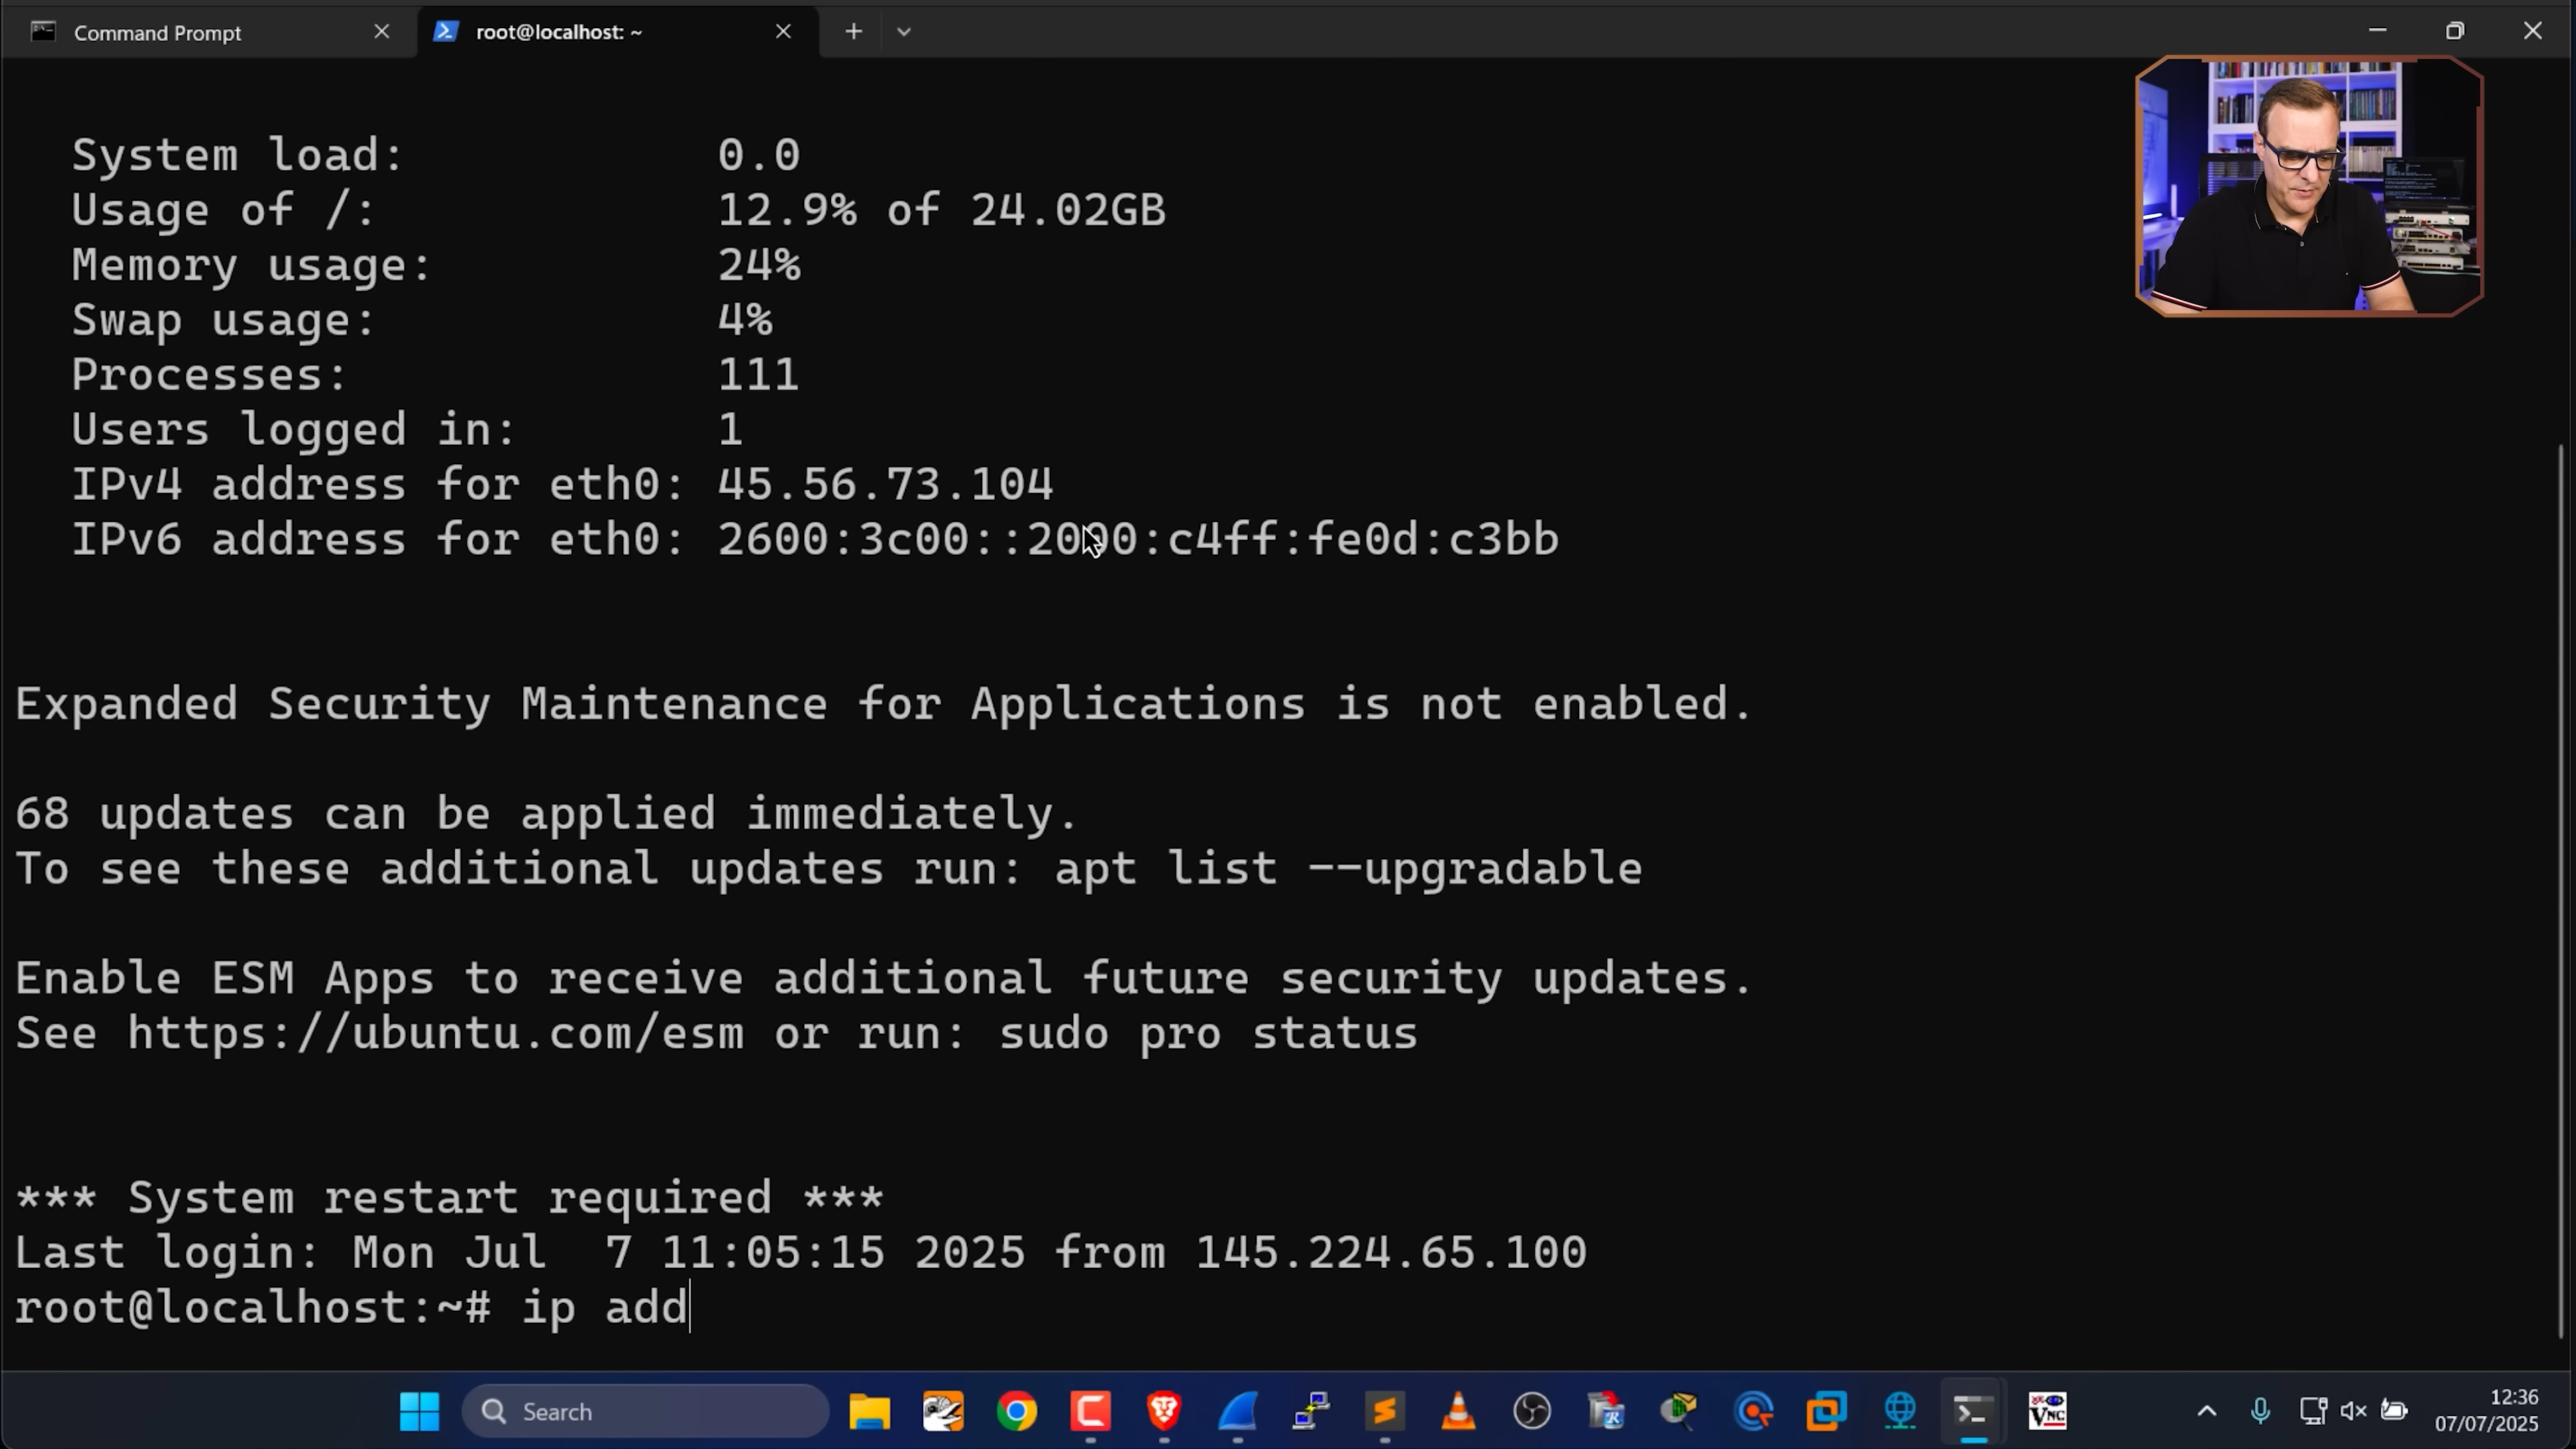 Command Prompt
root@localhost: ~
System load: 0.0
Usage of /: 12.9% of 24.02GB
Memory usage: 24%
Swap usage: 4%
Processes: 111
Users logged in: 1
IPv4 address for eth0: 45.56.73.104
IPv6 address for eth0: 2600:3c00::2000:c4ff:fe0d:c3bb
Expanded Security Maintenance for Applications is not enabled.
68 updates can be applied immediately.
To see these additional updates run: apt list --upgradable
Enable ESM Apps to receive additional future security updates.
See https://ubuntu.com/esm or run: sudo pro status
*** System restart required ***
Last login: Mon Jul  7 11:05:15 2025 from 145.224.65.100
root@localhost:~# ip add
Search
VNC
12:36
07/07/2025